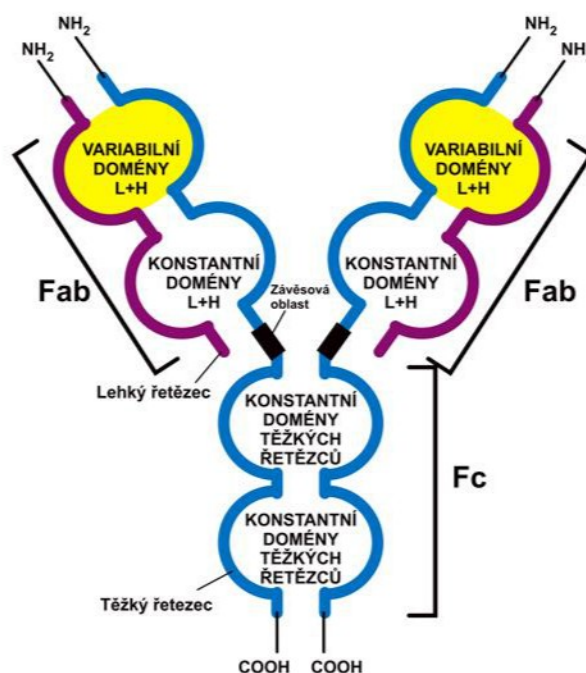 NH2
NH2
NH2
NH
VARIABILNÍ
DOMÉNY
L+H
VARIABILNÍ
DOMÉNY
L+H
Fab
KONSTANTNÍ
DOMÉNY
L+H
Závěsová
oblast
KONSTANTNÍ
DOMÉNY
L+H
Fab
Lehký řetězec
KONSTANTNÍ
DOMÉNY
TĚŽKÝCH
ŘETĚZCŮ
Fc
KONSTANTNÍ
DOMÉNY
TĚŽKÝCH
ŘETĚZCŮ
Těžký řetezec
COOH
COOH